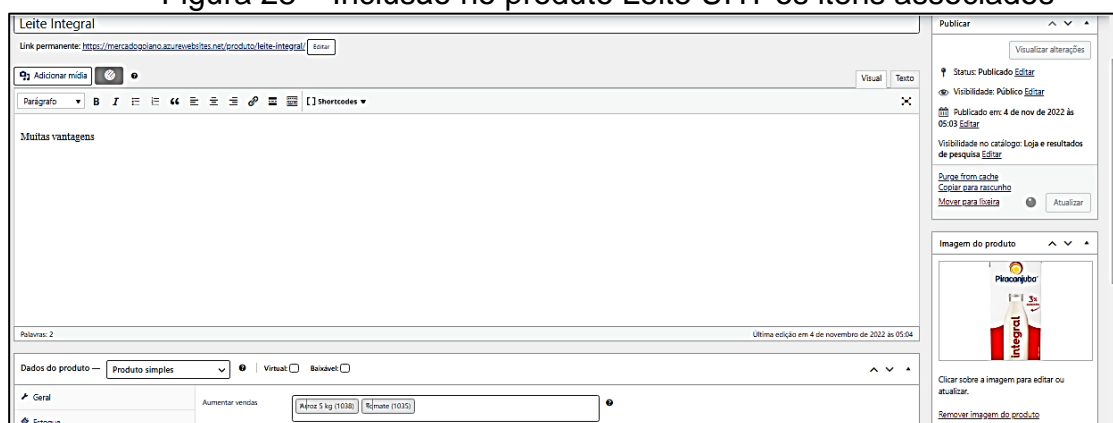 Figura 28 – Inclusão no produto Leite UHT os itens associados
Leite Integral
Link permanente: https://mercadogoiano.azurewebsites.net/produto/leite-integral/ Editar
Adicionar mídia
Visual Texto
Parágrafo B I [ ] Shortcodes
Muitas vantagens
Palavras: 2
Última edição em 4 de novembro de 2022 às 05:04
Dados do produto — Produto simples Virtual: Baixável:
Geral
Estoque
Aumentar vendas
Arroz 5 kg (1038) Tomate (1035)
Publicar
Visualizar alterações
Status: Publicado Editar
Visibilidade: Público Editar
Publicado em: 4 de nov de 2022 às
05:03 Editar
Visibilidade no catálogo: Loja e resultados
de pesquisa Editar
Purge from cache
Copiar para rascunho
Mover para lixeira Atualizar
Imagem do produto
Piracanjuba
3x
Integral
Clicar sobre a imagem para editar ou
atualizar.
Remover imagem do produto